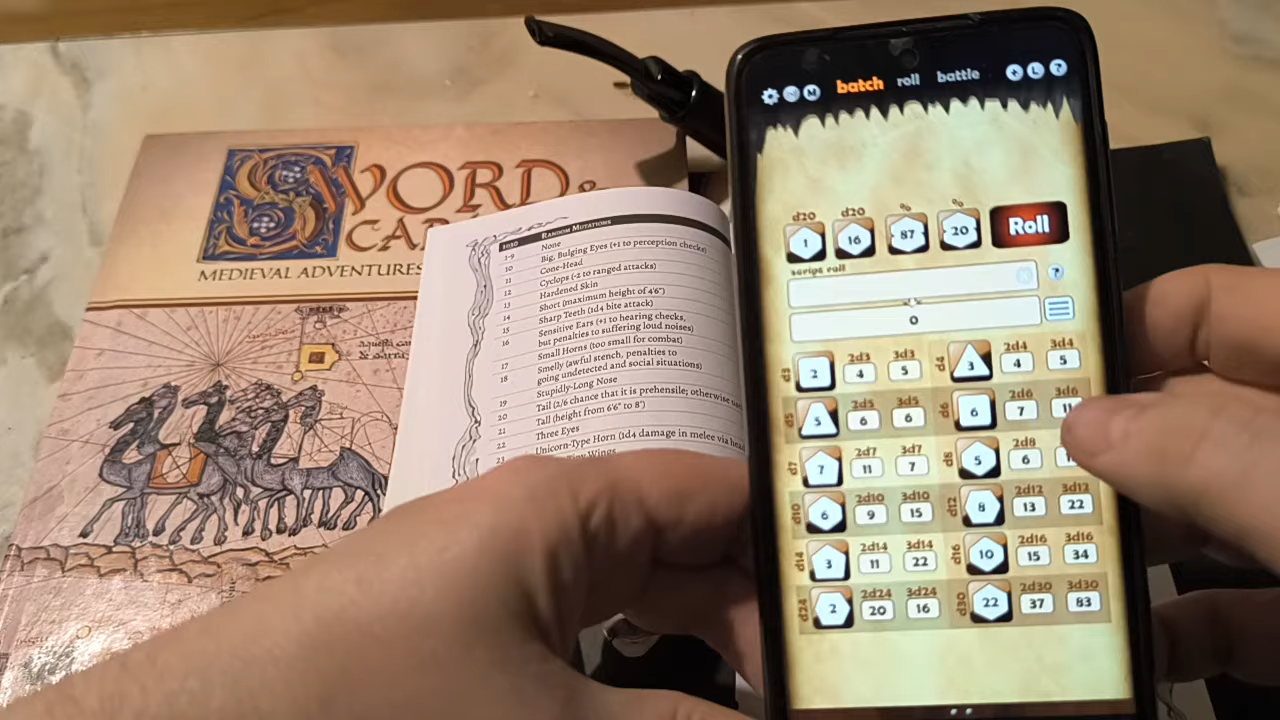 SWORD &
MEDIEVAL ADVENTURES
1D30 RANDOM MUTATIONS
1-9 None
10 Big, Bulging Eyes (+1 to perception checks)
11 Cone-Head
12 Cyclops (-2 to ranged attacks)
13 Hardened Skin
14 Short (maximum height of 4'6")
15 Sharp Teeth (1d4 bite attack)
16 Sensitive Ears (+1 to hearing checks,
but penalties to suffering loud noises)
17 Small Horns (too small for combat)
18 Smelly (awful stench, penalties to
going undetected and social situations)
19 Stupidly-Long Nose
20 Tail (2/6 chance that it is prehensile; otherwise
21 Tall (height from 6'6" to 8')
22 Three Eyes
23 Unicorn-Type Horn (1d4 damage in melee via
Tiny Wings
M batch roll battle + L ?
d20 d20 % %
1 16 87 20 Roll
script roll
?
0
d3 2 2d3 4 3d3 5 d4 3 2d4 4 3d4 5
d5 5 2d5 6 3d5 6 d6 6 2d6 7 3d6 11
d7 7 2d7 11 3d7 7 d8 5 2d8 6
d10 6 2d10 9 3d10 15 d12 8 2d12 13 3d12 22
d14 3 2d14 11 3d14 22 d16 10 2d16 15 3d16 34
d24 2 2d24 20 3d24 16 d30 22 2d30 37 3d30 83